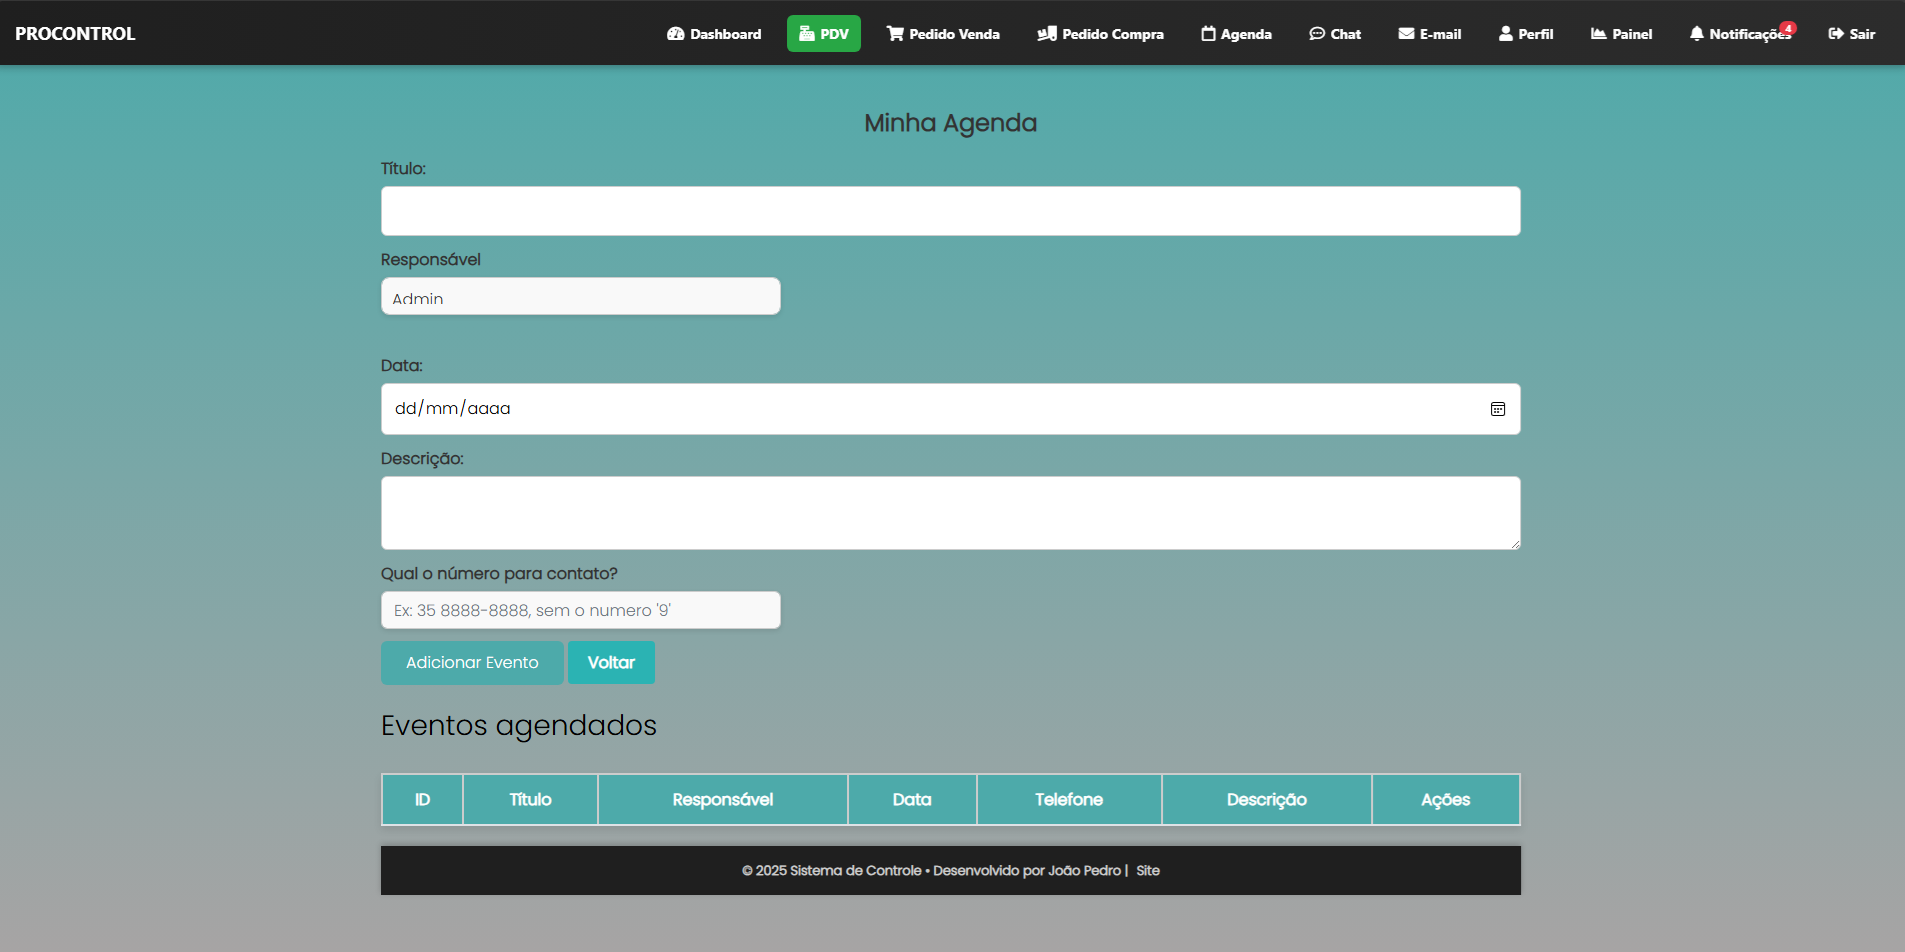 PROCONTROL
Dashboard
PDV
Pedido Venda
Pedido Compra
Agenda
Chat
E-mail
Perfil
Painel
Notificações
4
Sair
Minha Agenda
Título:
Responsável
Admin
Data:
dd/mm/aaaa
Descrição:
Qual o número para contato?
Ex: 35 8888-8888, sem o numero '9'
Adicionar Evento
Voltar
Eventos agendados
ID Título Responsável Data Telefone Descrição Ações
© 2025 Sistema de Controle • Desenvolvido por João Pedro | Site